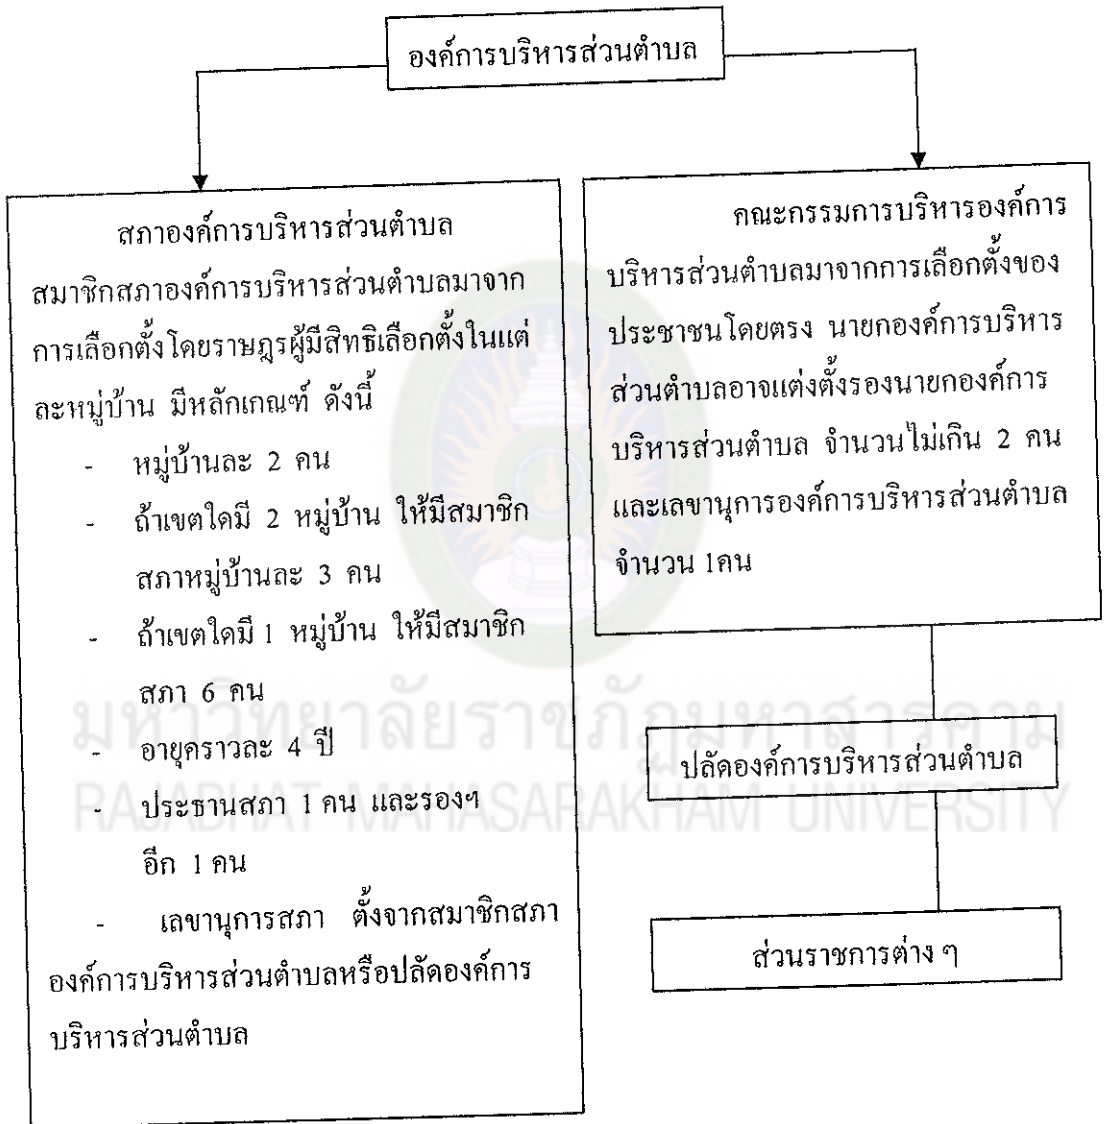 องค์การบริหารส่วนตำบล
สภาองค์การบริหารส่วนตำบล
สมาชิกสภาองค์การบริหารส่วนตำบลมาจาก
การเลือกตั้งโดยราษฎรผู้มีสิทธิเลือกตั้งในแต่
ละหมู่บ้าน มีหลักเกณฑ์ ดังนี้
- หมู่บ้านละ 2 คน
- ถ้าเขตใดมี 2 หมู่บ้าน ให้มีสมาชิก
สภาหมู่บ้านละ 3 คน
- ถ้าเขตใดมี 1 หมู่บ้าน ให้มีสมาชิก
สภา 6 คน
- อายุคราวละ 4 ปี
- ประธานสภา 1 คน และรองฯ
อีก 1 คน
- เลขานุการสภา ตั้งจากสมาชิกสภา
องค์การบริหารส่วนตำบลหรือปลัดองค์การ
บริหารส่วนตำบล
คณะกรรมการบริหารองค์การ
บริหารส่วนตำบลมาจากการเลือกตั้งของ
ประชาชนโดยตรง นายกองค์การบริหาร
ส่วนตำบลอาจแต่งตั้งรองนายกองค์การ
บริหารส่วนตำบล จำนวนไม่เกิน 2 คน
และเลขานุการองค์การบริหารส่วนตำบล
จำนวน 1คน
ปลัดองค์การบริหารส่วนตำบล
ส่วนราชการต่าง ๆ
มหาวิทยาลัยราชภัฏมหาสารคาม
RAJABHAT MAHASARAKHAM UNIVERSITY